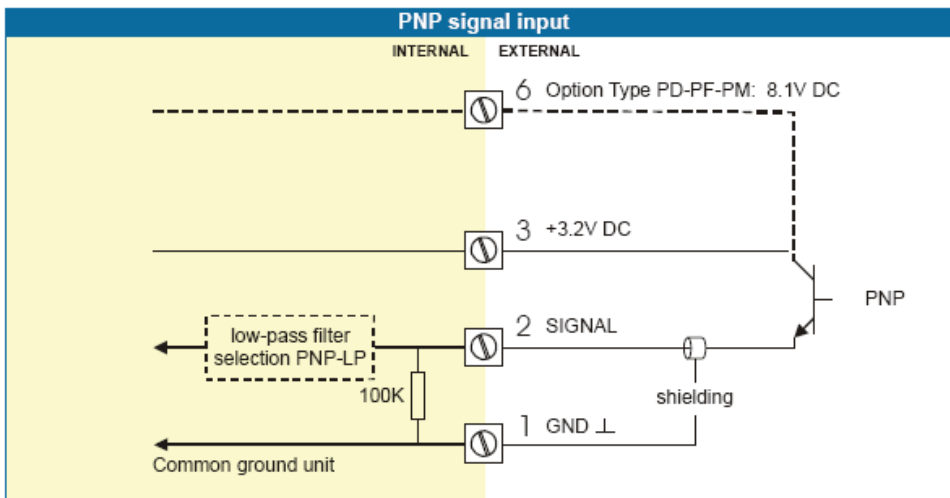 PNP signal input
INTERNAL EXTERNAL
6 Option Type PD-PF-PM: 8.1V DC
3 +3.2V DC
PNP
2 SIGNAL
low-pass filter
selection PNP-LP
100K
shielding
1 GND ⊥
Common ground unit